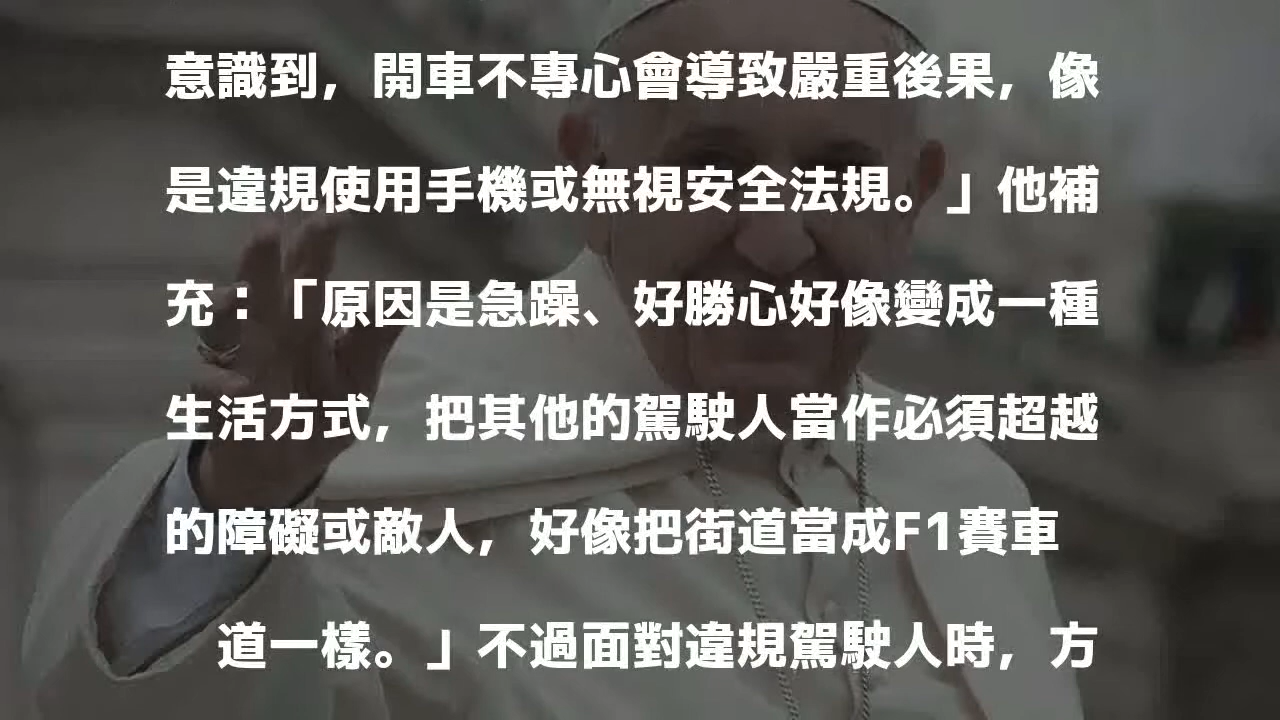 意識到，開車不專心會導致嚴重後果，像
是違規使用手機或無視安全法規。」他補
充：「原因是急躁、好勝心好像變成一種
生活方式，把其他的駕駛人當作必須超越
的障礙或敵人，好像把街道當成F1賽車
道一樣。」不過面對違規駕駛人時，方